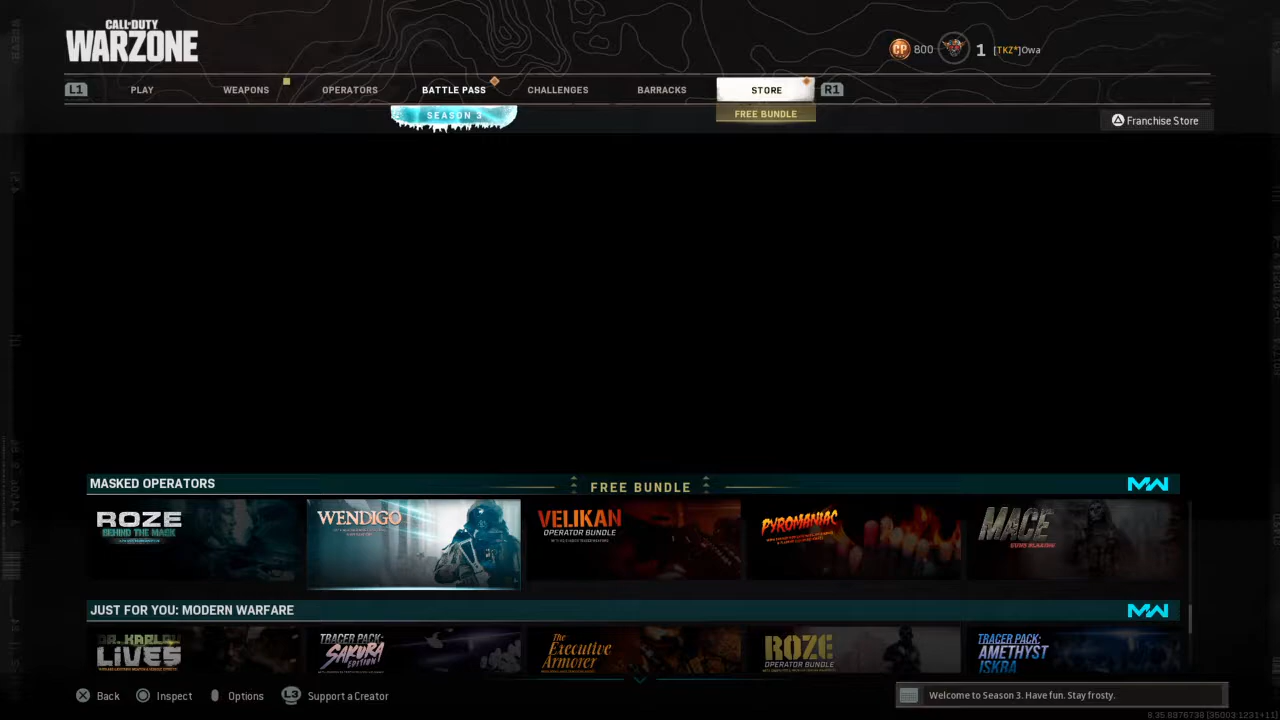 CALL OF DUTY
WARZONE
CP 800 1 [TKZ*]Owa
L1 PLAY WEAPONS OPERATORS BATTLE PASS CHALLENGES BARRACKS STORE R1
SEASON 3 FREE BUNDLE
Franchise Store
MASKED OPERATORS
FREE BUNDLE
MW
ROZE
BEHIND THE MASK
WENDIGO
VELIKAN
OPERATOR BUNDLE
PYROMANIAC
MACE
GUNS BLAZING
JUST FOR YOU: MODERN WARFARE
MW
DR. KARLOV
LIVES
TRACER PACK:
SAKURA
EDITION I
The
Executive
Armorer
ROZE
OPERATOR BUNDLE
TRACER PACK:
AMETHYST
ISKRA
Back Inspect Options L3 Support a Creator
Welcome to Season 3. Have fun. Stay frosty.